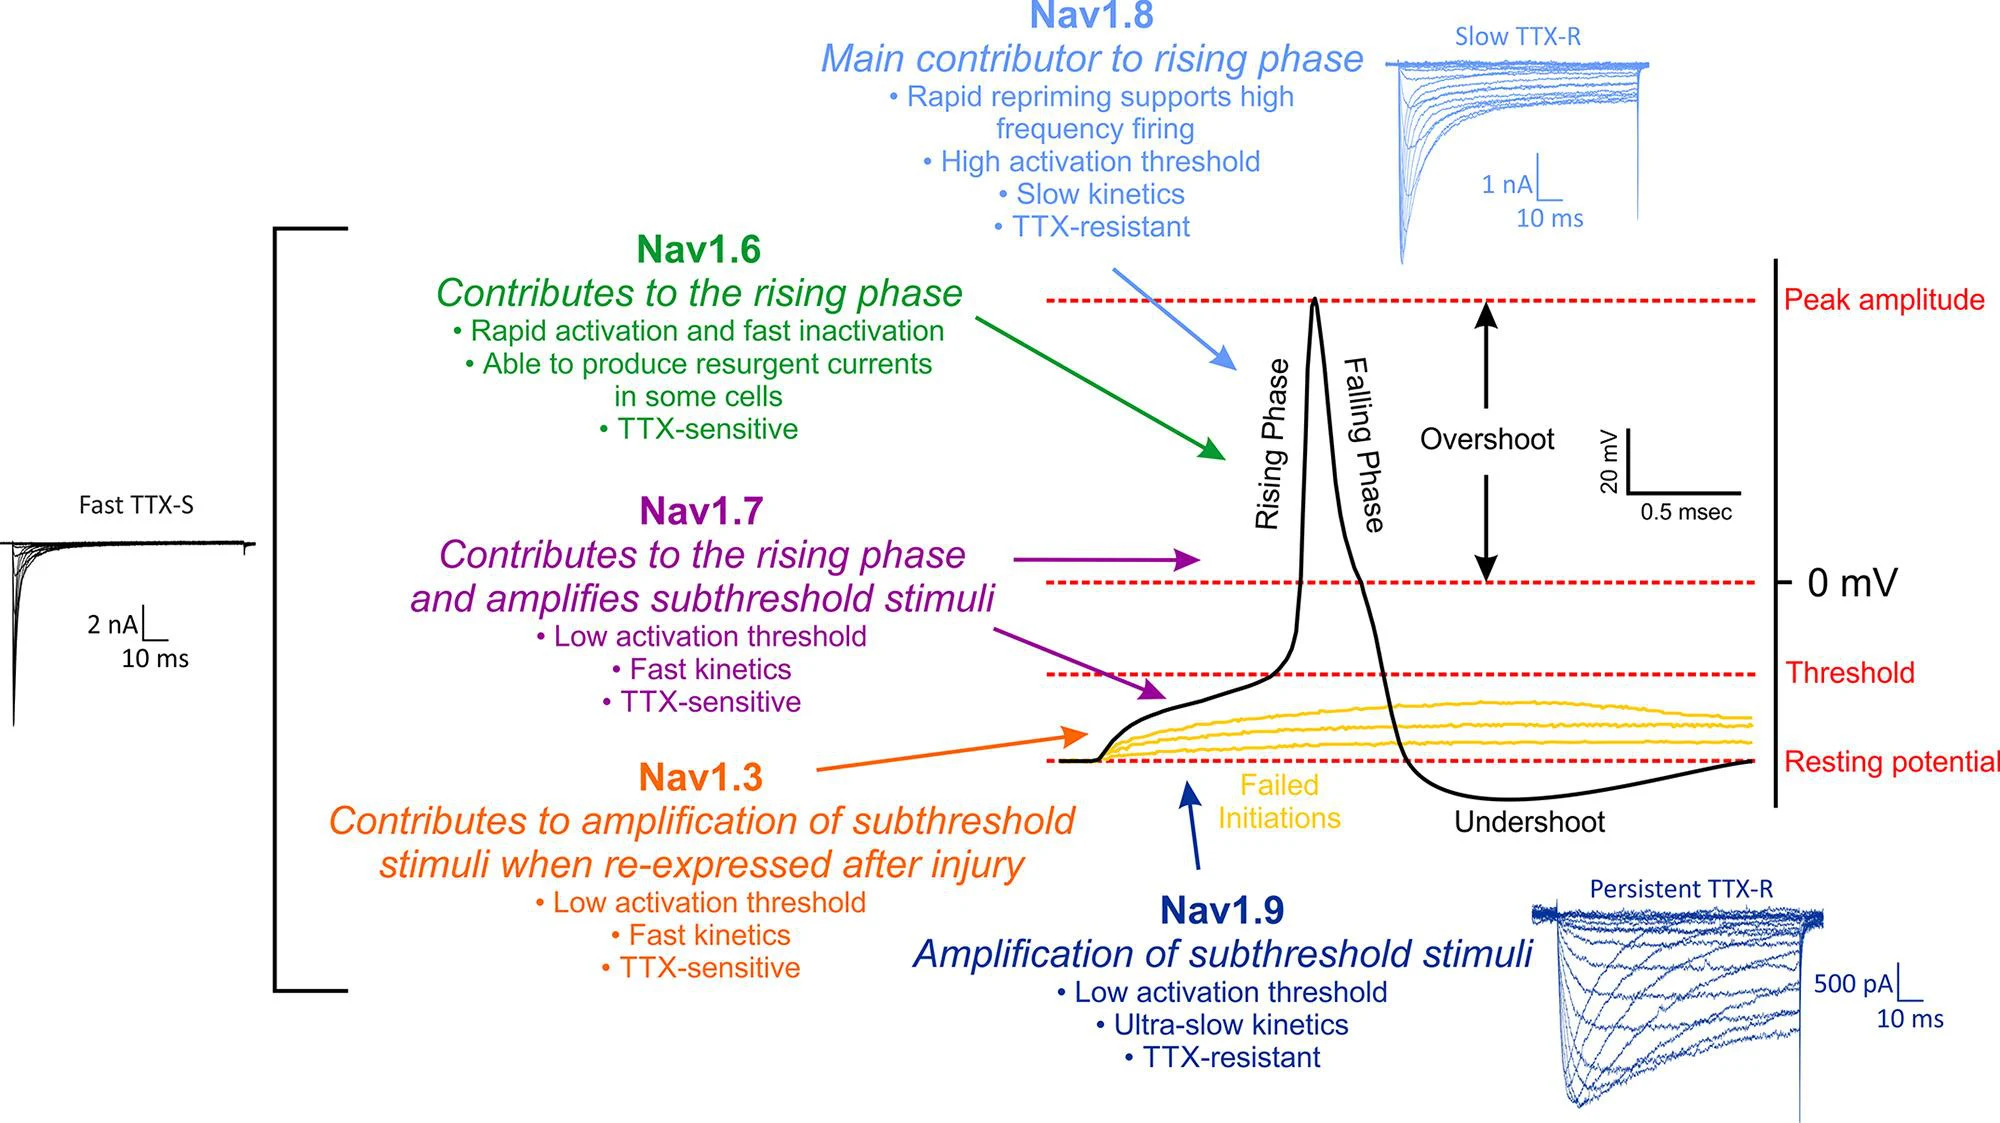 Nav1.8
Main contributor to rising phase
• Rapid repriming supports high
frequency firing
• High activation threshold
• Slow kinetics
• TTX-resistant
Slow TTX-R
1 nA
10 ms
Nav1.6
Contributes to the rising phase
• Rapid activation and fast inactivation
• Able to produce resurgent currents
in some cells
• TTX-sensitive
Fast TTX-S
2 nA
10 ms
Nav1.7
Contributes to the rising phase
and amplifies subthreshold stimuli
• Low activation threshold
• Fast kinetics
• TTX-sensitive
Nav1.3
Contributes to amplification of subthreshold
stimuli when re-expressed after injury
• Low activation threshold
• Fast kinetics
• TTX-sensitive
Peak amplitude
Rising Phase
Falling Phase
Overshoot
20 mV
0.5 msec
0 mV
Threshold
Resting potential
Failed
Initiations
Undershoot
Nav1.9
Amplification of subthreshold stimuli
• Low activation threshold
• Ultra-slow kinetics
• TTX-resistant
Persistent TTX-R
500 pA
10 ms